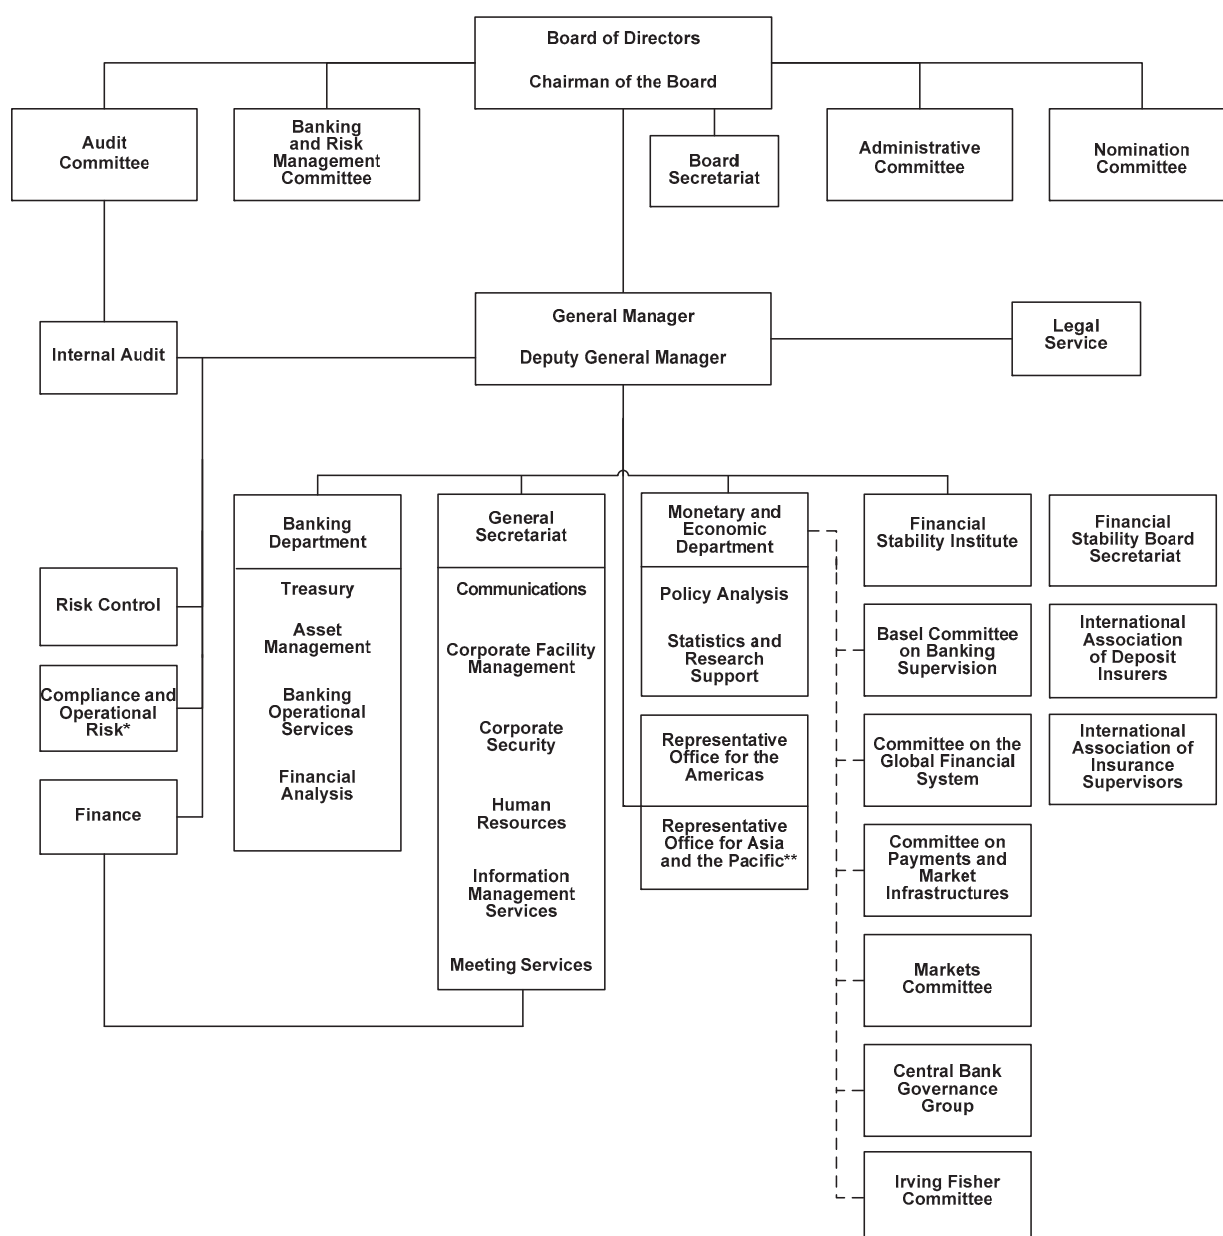 Board of Directors
Chairman of the Board
Audit
Committee
Banking
and Risk
Management
Committee
Board
Secretariat
Administrative
Committee
Nomination
Committee
General Manager
Deputy General Manager
Internal Audit
Legal
Service
Risk Control
Compliance and
Operational
Risk*
Finance
Banking
Department
Treasury
Asset
Management
Banking
Operational
Services
Financial
Analysis
General
Secretariat
Communications
Corporate Facility
Management
Corporate
Security
Human
Resources
Information
Management
Services
Meeting Services
Monetary and
Economic
Department
Policy Analysis
Statistics and
Research
Support
Representative
Office for the
Americas
Representative
Office for Asia
and the Pacific**
Financial
Stability Institute
Basel Committee
on Banking
Supervision
Committee on the
Global Financial
System
Committee on
Payments and
Market
Infrastructures
Markets
Committee
Central Bank
Governance
Group
Irving Fisher
Committee
Financial
Stability Board
Secretariat
International
Association
of Deposit
Insurers
International
Association of
Insurance
Supervisors